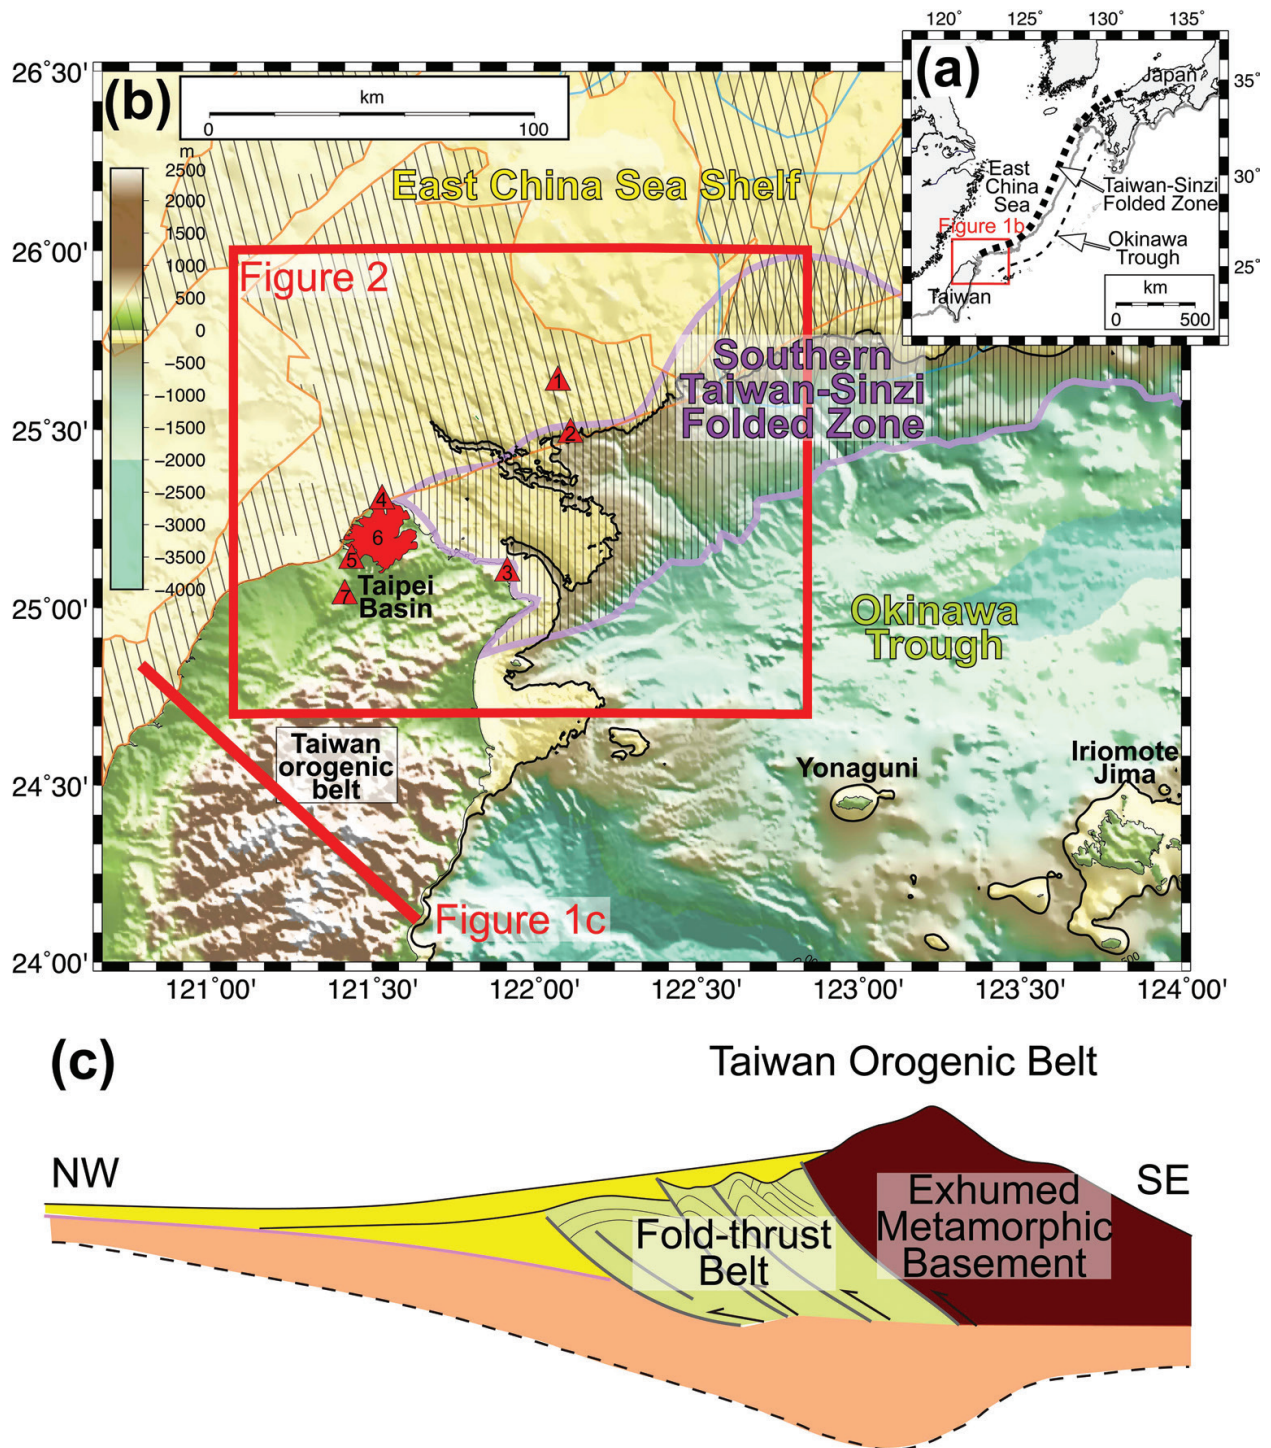 120˚
125˚
130˚
135˚
(a)
Japan
35˚
East
China
Sea
30˚
Taiwan-Sinzi
Folded Zone
Figure 1b
Okinawa
Trough
25˚
Taiwan
km
0
500
26˚30'
(b)
km
0
100
m
2500
2000
1500
1000
500
0
−500
−1000
−1500
−2000
−2500
−3000
−3500
−4000
East China Sea Shelf
26˚00'
Figure 2
Southern
Taiwan-Sinzi
Folded Zone
1
2
25˚30'
4
6
5
3
7
Taipei
Basin
25˚00'
Okinawa
Trough
Taiwan
orogenic
belt
Yonaguni
Iriomote
Jima
24˚30'
Figure 1c
24˚00'
500
121˚00'
121˚30'
122˚00'
122˚30'
123˚00'
123˚30'
124˚00'
(c)
Taiwan Orogenic Belt
NW
SE
Fold-thrust
Belt
Exhumed
Metamorphic
Basement